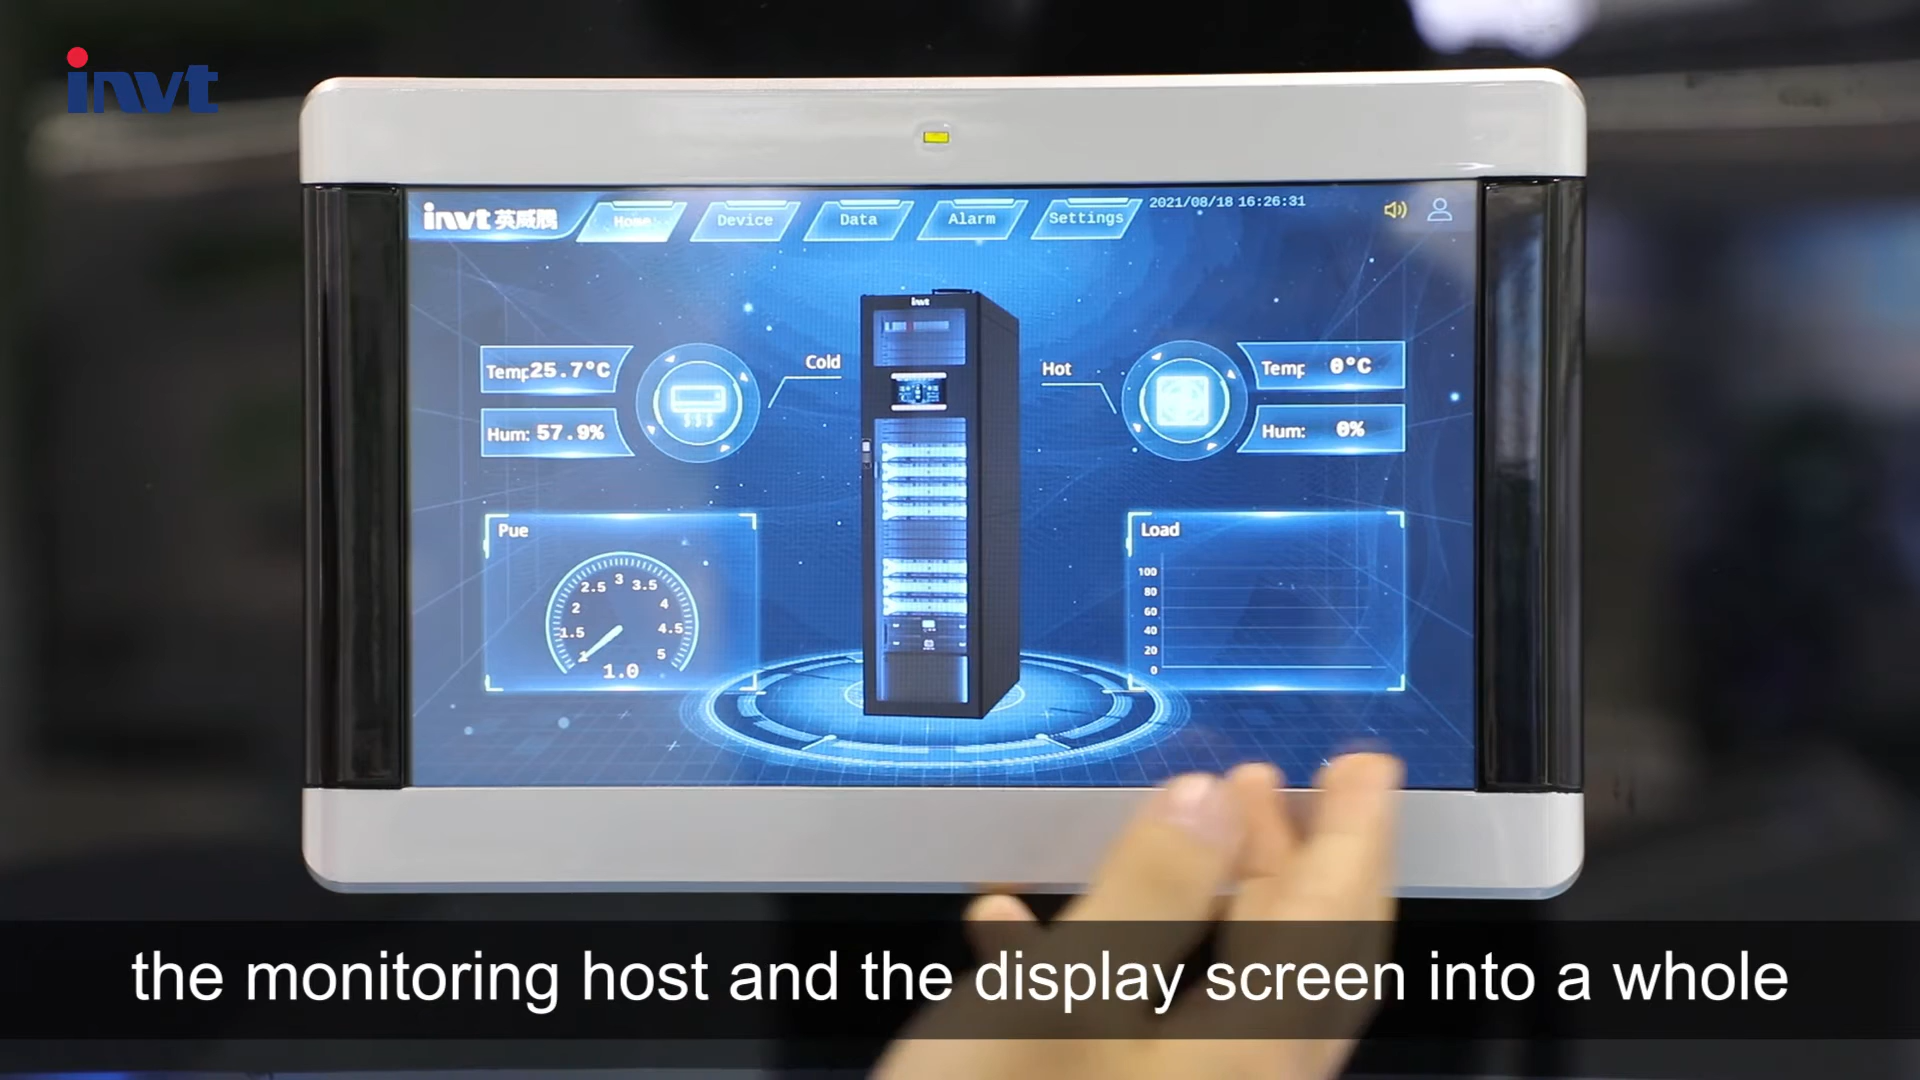 invt
invt 英威腾
Home
Device
Data
Alarm
Settings
2021/08/18 16:26:31
invt
Cold
Temp 25.7°C
Hum: 57.9%
Hot
Temp 0°C
Hum: 0%
Pue
1
1.5
2
2.5
3
3.5
4
4.5
5
1.0
Load
100
80
60
40
20
0
the monitoring host and the display screen into a whole